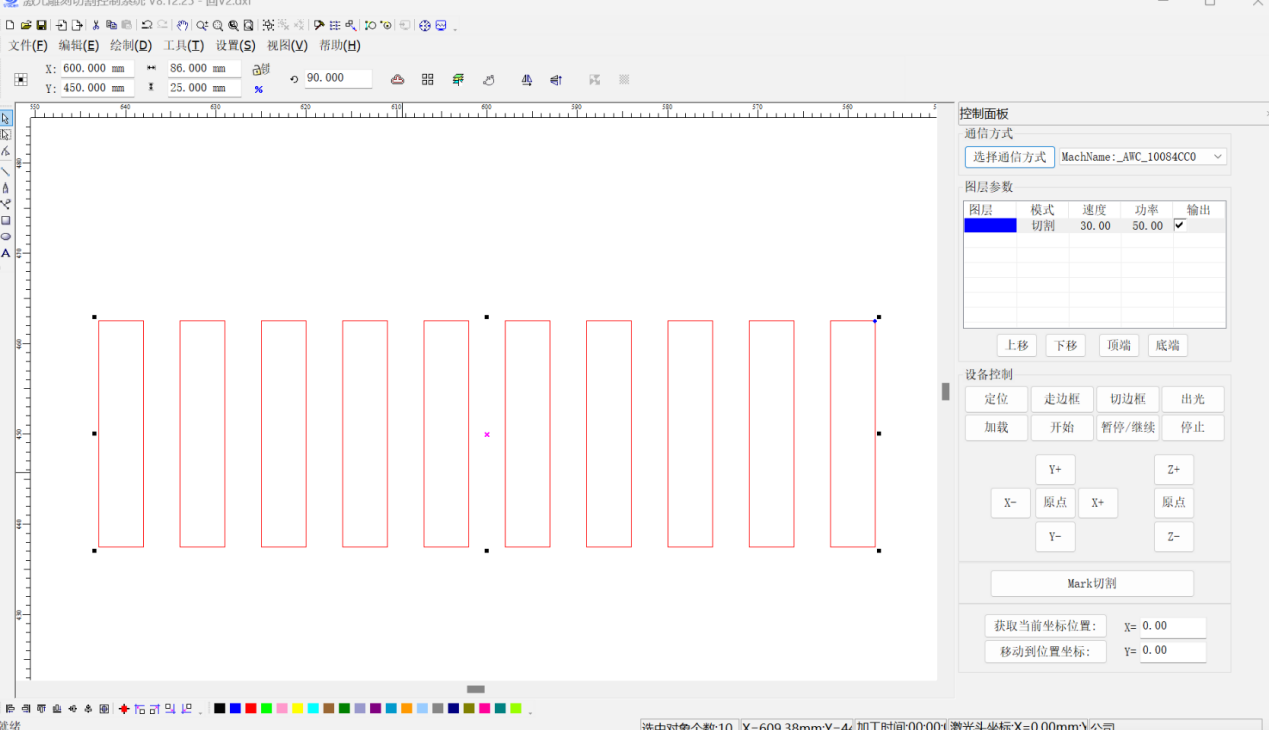 激光雕刻切割控制系统 V8.12.23 - 画V2.dxf
文件(F) 编辑(E) 绘制(D) 工具(T) 设置(S) 视图(V) 帮助(H)
X: 600.000 mm 86.000 mm
Y: 450.000 mm 25.000 mm %
90.000
640 630 620 610 600 590 580 570 560
控制面板
通信方式
选择通信方式 MachName:_AWC_10084CC0
图层参数
图层 模式 速度 功率 输出
切割 30.00 50.00
上移 下移 顶端 底端
设备控制
定位 走边框 切边框 出光
加载 开始 暂停/继续 停止
Y+ Z+
X- 原点 X+ 原点
Y- Z-
Mark切割
获取当前坐标位置: X= 0.00
移动到位置坐标: Y= 0.00
就绪
选中对象个数:10 X=609.38mm;Y=44 加工时间:00:00:0 激光头坐标:X=0.00mm;Y 公司